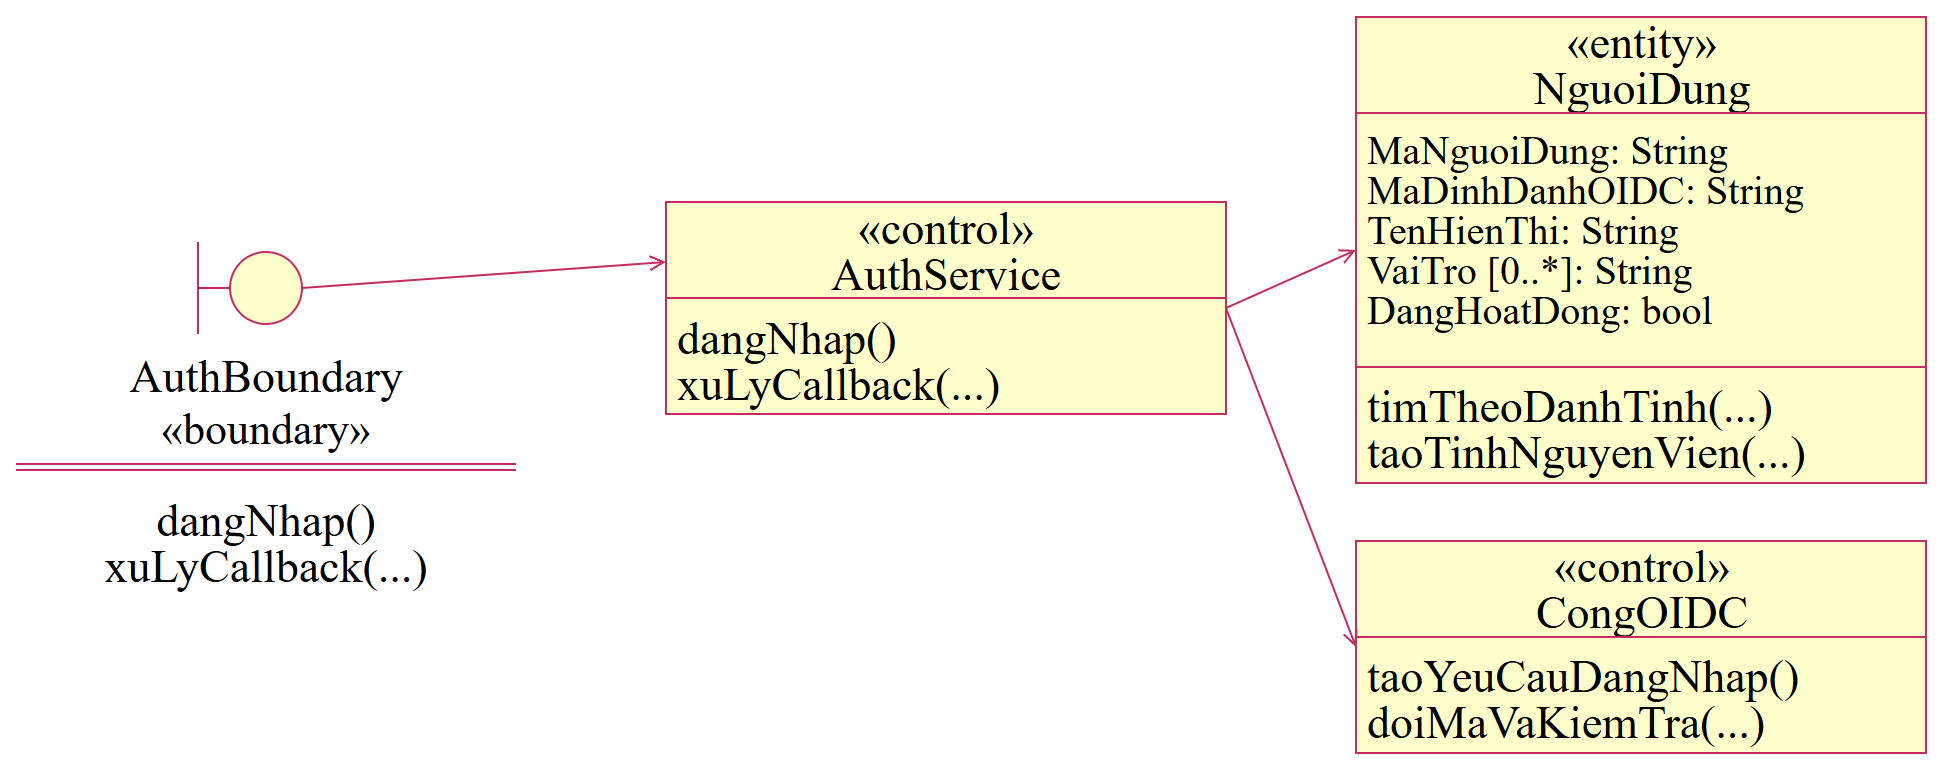 AuthBoundary
«boundary»
dangNhap()
xuLyCallback(...)
«control»
AuthService
dangNhap()
xuLyCallback(...)
«entity»
NguoiDung
MaNguoiDung: String
MaDinhDanhOIDC: String
TenHienThi: String
VaiTro [0..*]: String
DangHoatDong: bool
timTheoDanhTinh(...)
taoTinhNguyenVien(...)
«control»
CongOIDC
taoYeuCauDangNhap()
doiMaVaKiemTra(...)